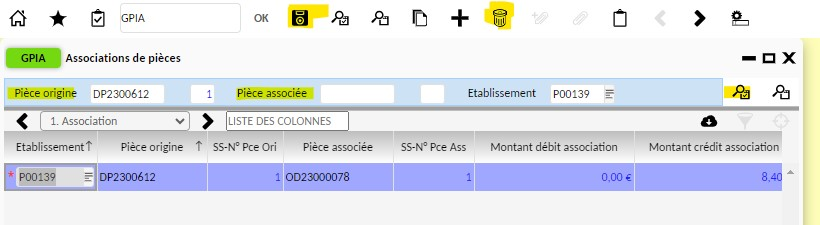 GPIA OK
GPIA Associations de pièces
Pièce origine DP2300612 1 Pièce associée Etablissement P00139
1. Association LISTE DES COLONNES
Etablissement↑ Pièce origine ↑ SS-N° Pce Ori Pièce associée SS-N° Pce Ass Montant débit association Montant crédit association
* P00139 DP2300612 1 OD23000078 1 0,00 € 8,40